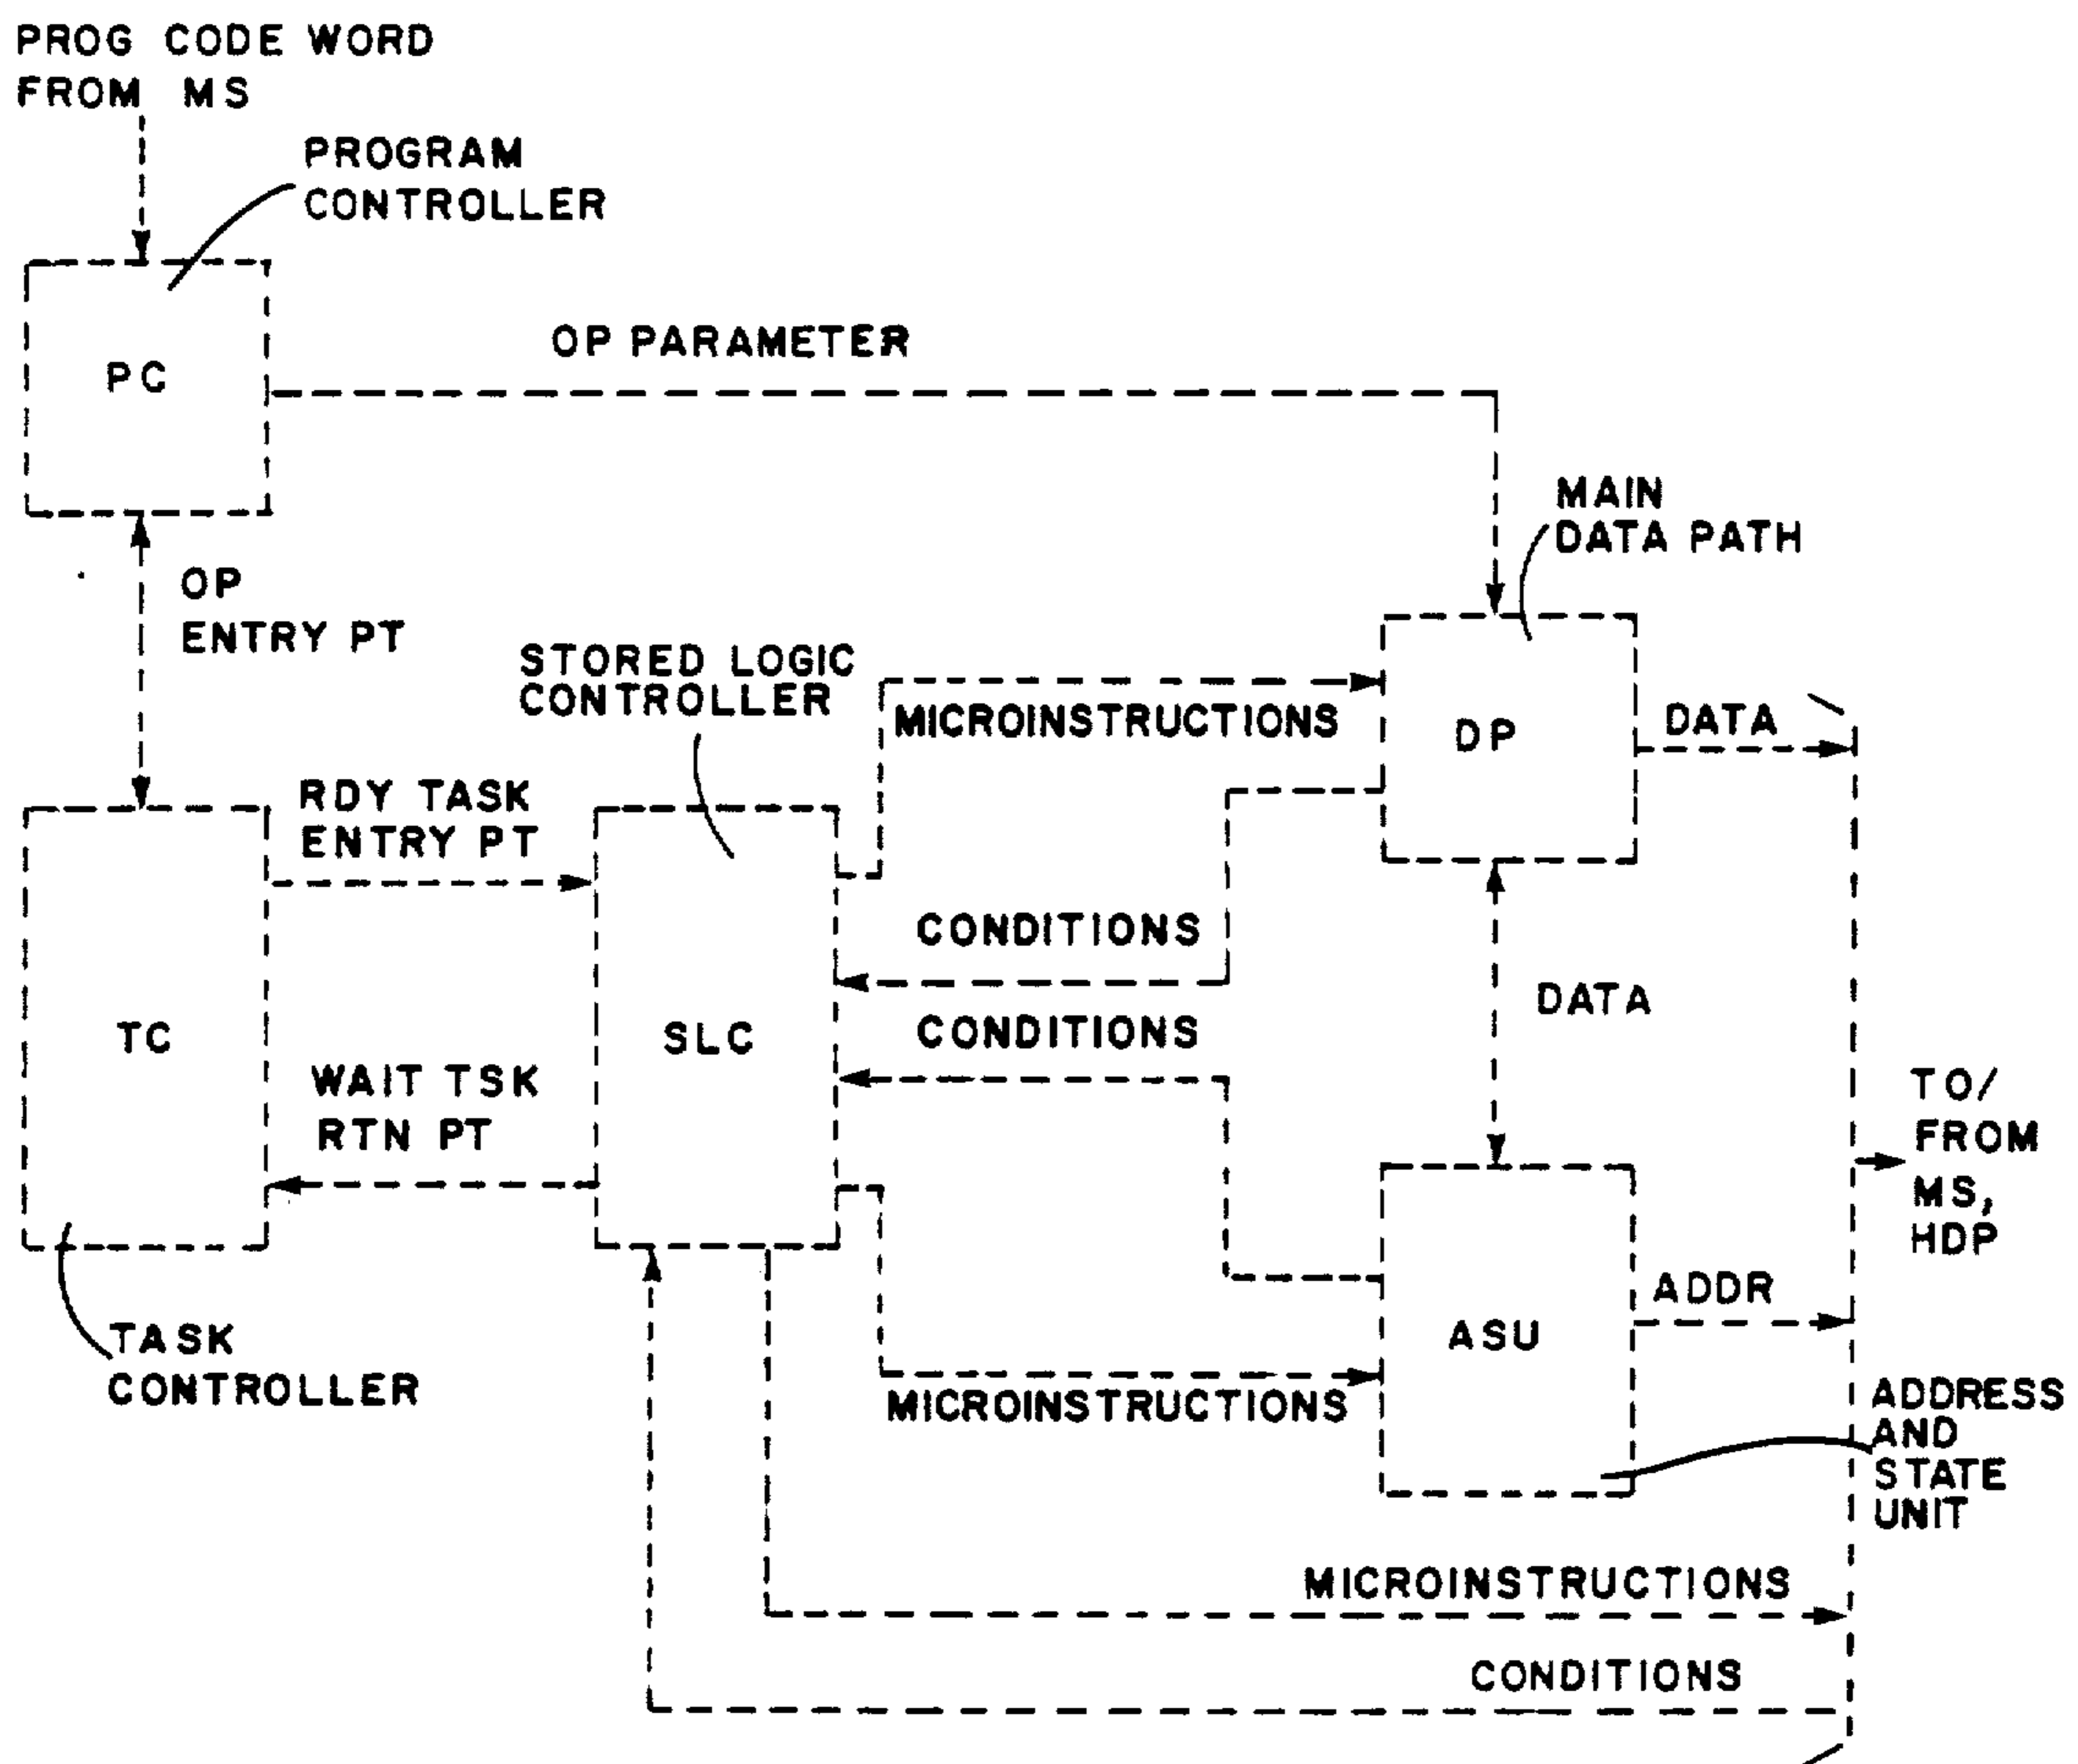 PROG CODE WORD
FROM MS
PROGRAM
CONTROLLER
PC
OP PARAMETER
MAIN
DATA PATH
OP
ENTRY PT
STORED LOGIC
CONTROLLER
MICROINSTRUCTIONS
DP
DATA
RDY TASK
ENTRY PT
CONDITIONS
DATA
TC
SLC
CONDITIONS
WAIT TSK
RTN PT
TO/
FROM
MS,
HDP
ADDR
ASU
TASK
CONTROLLER
MICROINSTRUCTIONS
ADDRESS
AND
STATE
UNIT
MICROINSTRUCTIONS
CONDITIONS